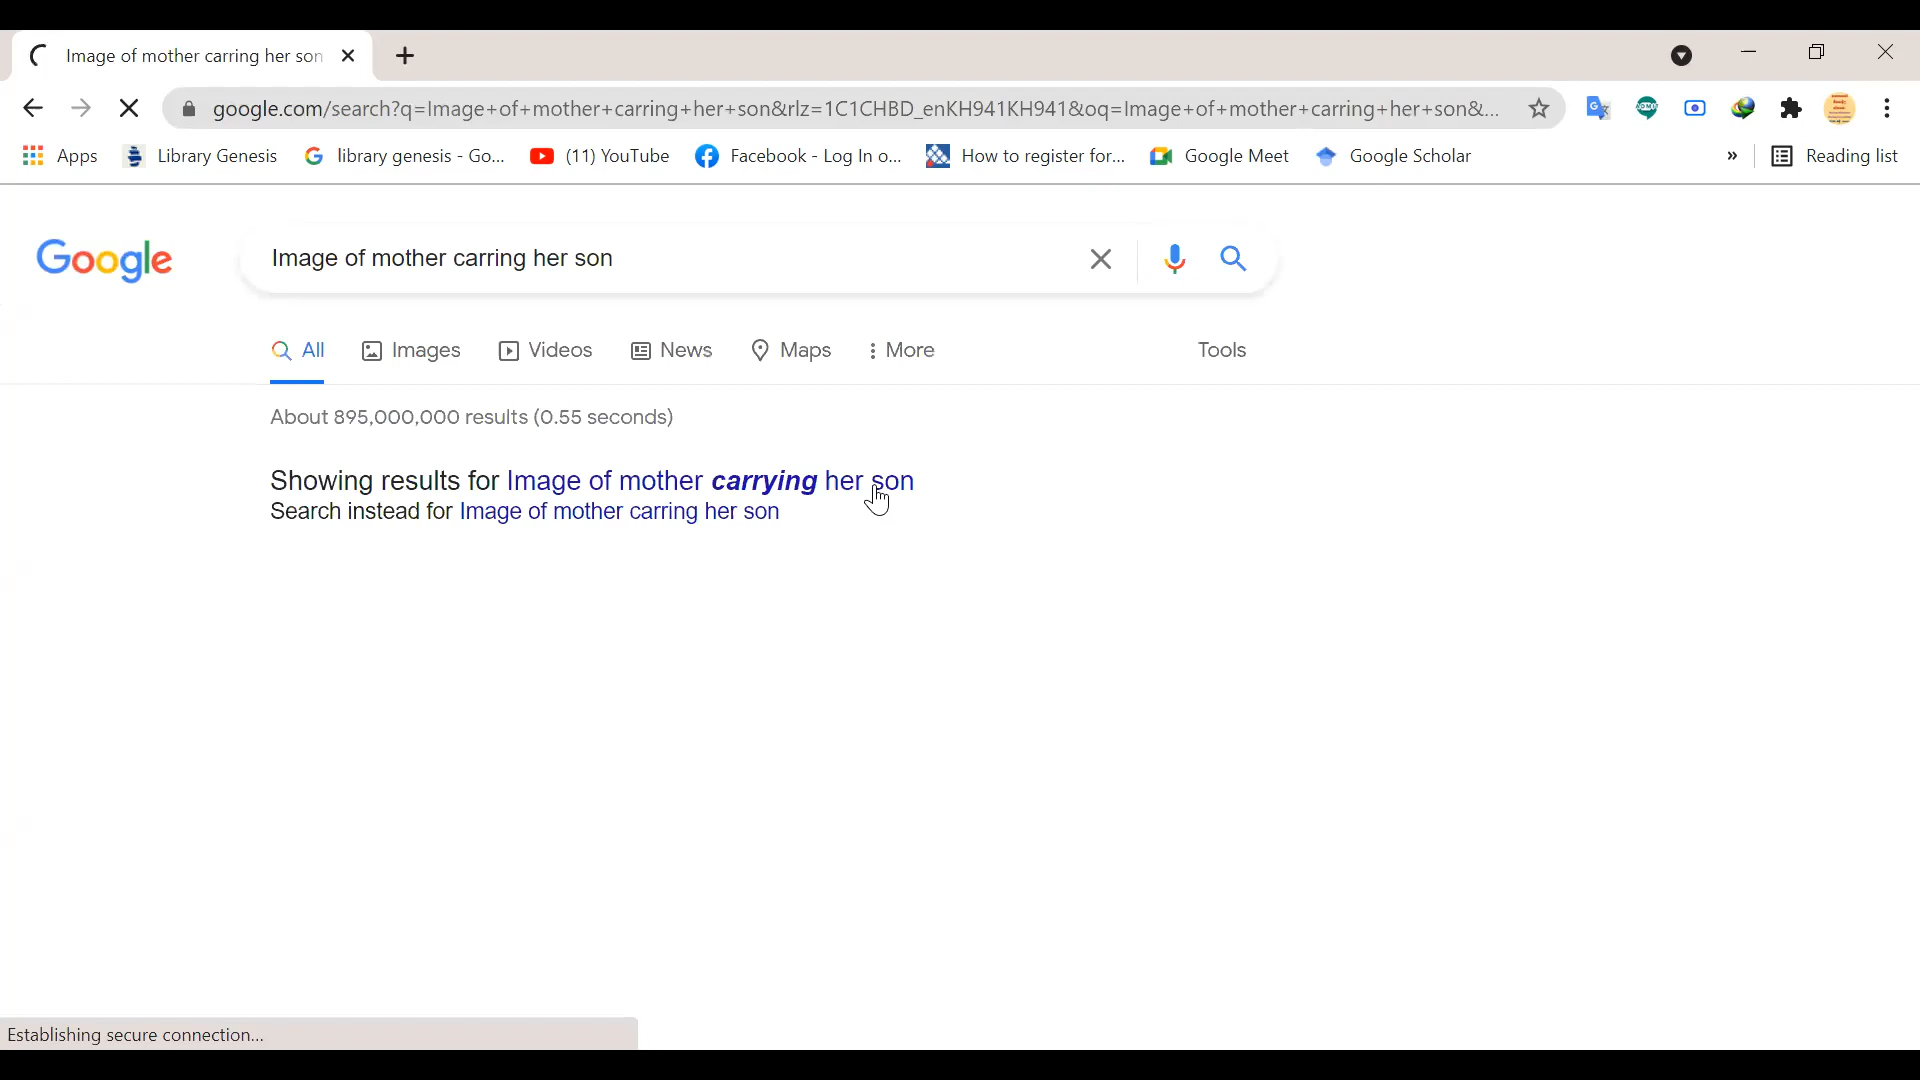 Image of mother carring her son
google.com/search?q=Image+of+mother+carring+her+son&rlz=1C1CHBD_enKH941KH941&oq=Image+of+mother+carring+her+son&...
Apps Library Genesis library genesis - Go... (11) YouTube Facebook - Log In o... How to register for... Google Meet Google Scholar » Reading list
Google Image of mother carring her son
All Images Videos News Maps More Tools
About 895,000,000 results (0.55 seconds)
Showing results for Image of mother carrying her son
Search instead for Image of mother carring her son
Establishing secure connection...